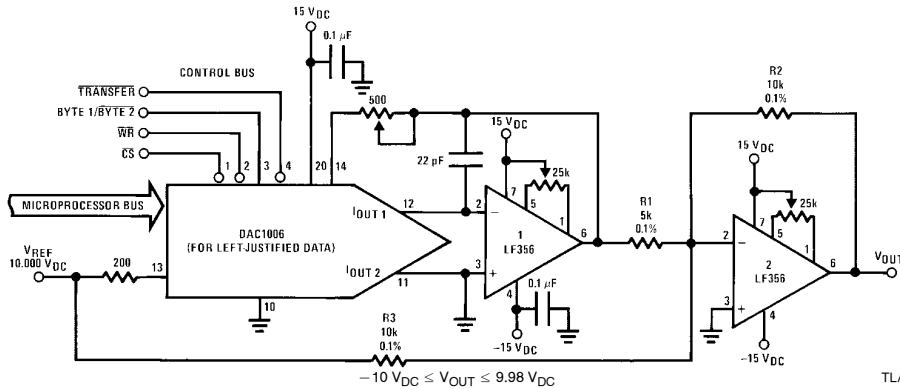 15 VDC
0.1 μF
CONTROL BUS
TRANSFER
BYTE 1/BYTE 2
WR
CS
1 2 3 4 20 14
500
22 pF
15 VDC
25k
7
5
1
MICROPROCESSOR BUS
DAC1006
(FOR LEFT-JUSTIFIED DATA)
IOUT 1
12
2
−
1
LF356
6
R1
5k
0.1%
R2
10k
0.1%
15 VDC
25k
7
5
1
2
−
2
LF356
6
VOUT
VREF
10.000 VDC
200
13
IOUT 2
11
3
+
4
0.1 μF
−15 VDC
3
+
4
−15 VDC
10
R3
10k
0.1%
−10 VDC ≤ VOUT ≤ 9.98 VDC
TL/